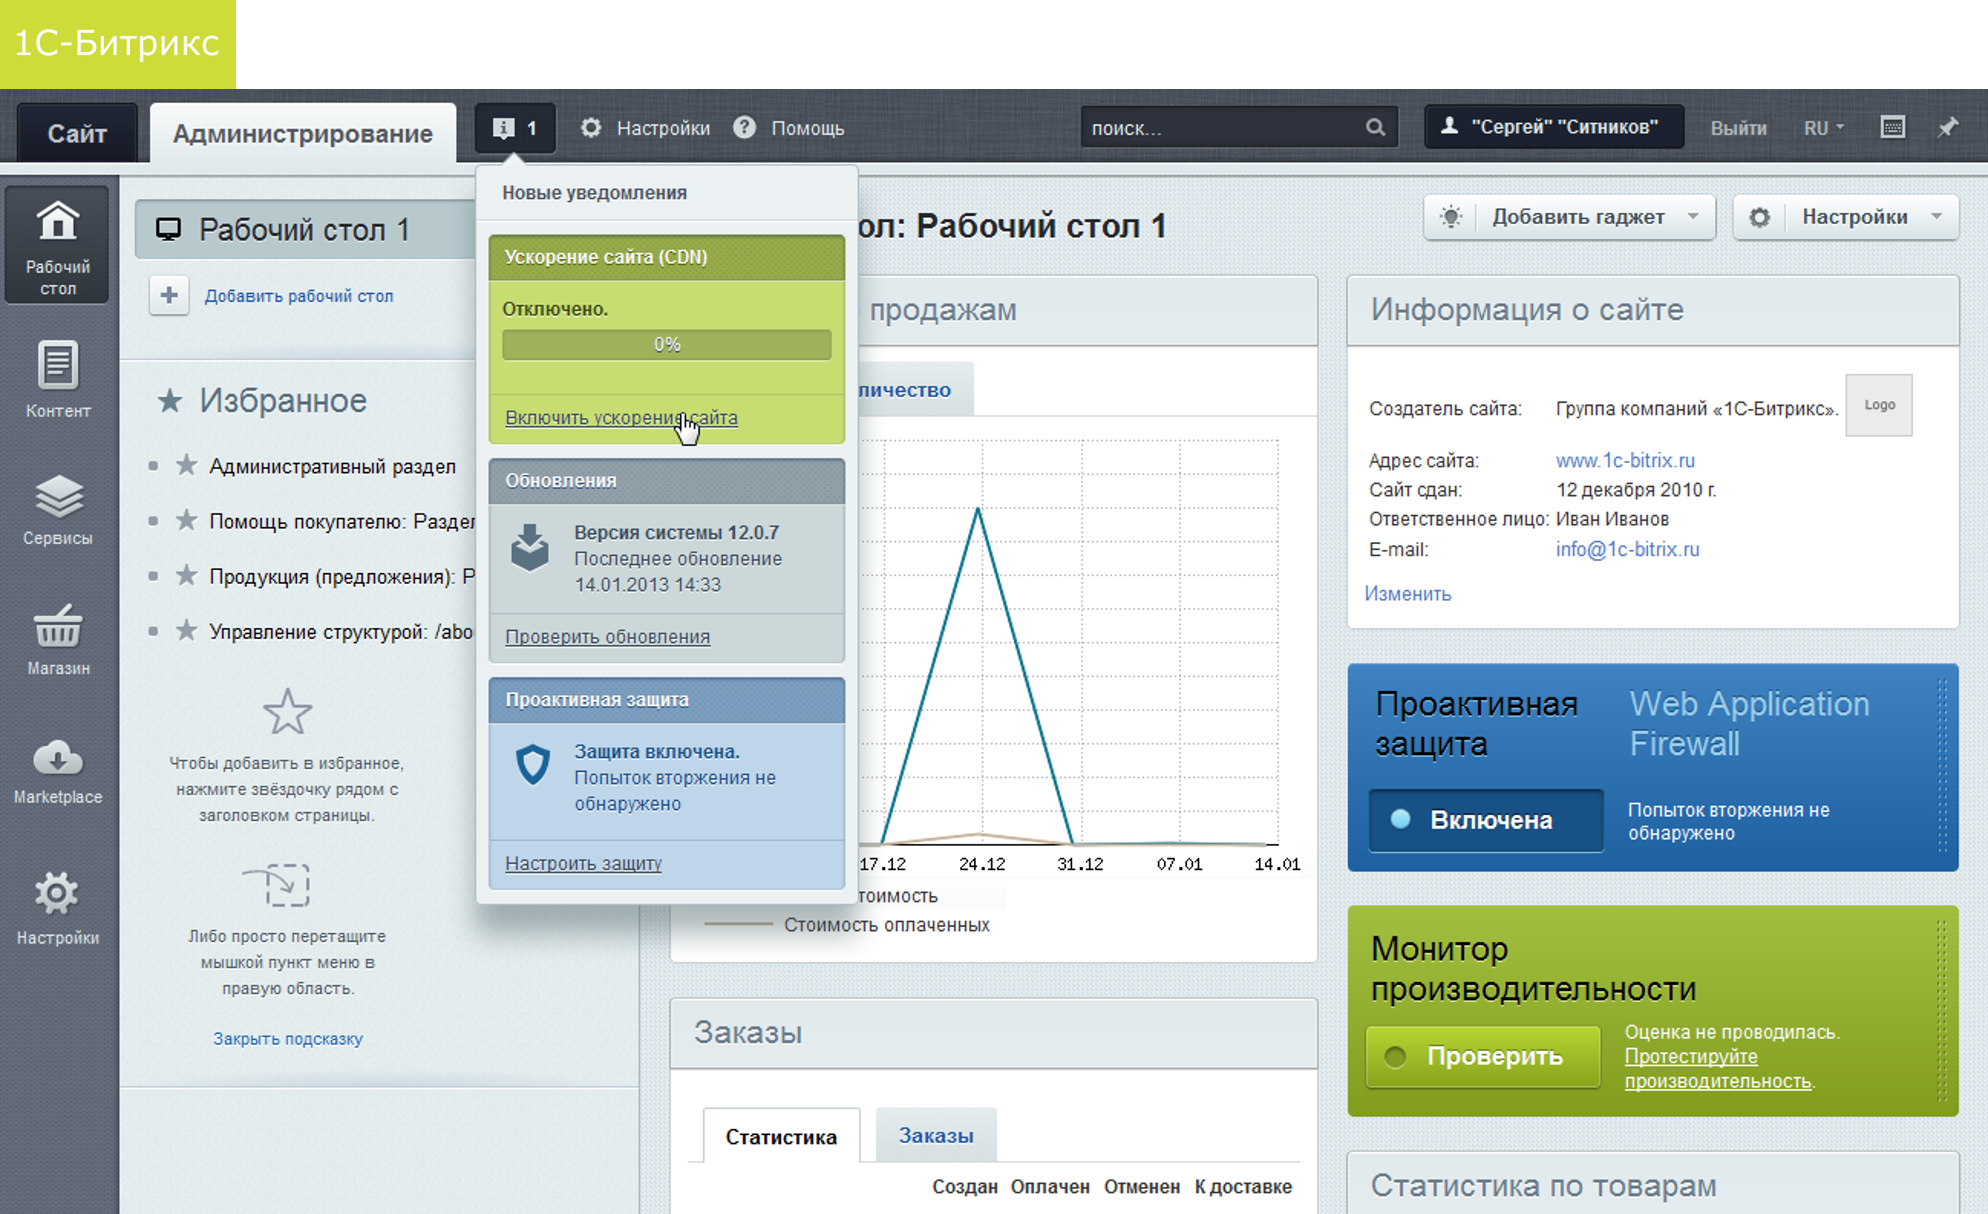 1С-Битрикс
Сайт
Администрирование
1
Настройки
Помощь
поиск...
"Сергей" "Ситников"
Выйти
RU
Рабочий
стол
Контент
Сервисы
Магазин
Marketplace
Настройки
Рабочий стол 1
Добавить рабочий стол
Избранное
Административный раздел
Помощь покупателю: Раздел
Продукция (предложения): Р
Управление структурой: /abo
Чтобы добавить в избранное,
нажмите звёздочку рядом с
заголовком страницы.
Либо просто перетащите
мышкой пункт меню в
правую область.
Закрыть подсказку
Новые уведомления
Ускорение сайта (CDN)
Отключено.
0%
Включить ускорение сайта
Обновления
Версия системы 12.0.7
Последнее обновление
14.01.2013 14:33
Проверить обновления
Проактивная защита
Защита включена.
Попыток вторжения не
обнаружено
Настроить защиту
ол: Рабочий стол 1
Добавить гаджет
Настройки
продажам
личество
17.12 24.12 31.12 07.01 14.01
тоимость
Стоимость оплаченных
Заказы
Статистика
Заказы
Создан Оплачен Отменен К доставке
Информация о сайте
Создатель сайта: Группа компаний «1С-Битрикс».
Logo
Адрес сайта: www.1c-bitrix.ru
Сайт сдан: 12 декабря 2010 г.
Ответственное лицо: Иван Иванов
E-mail: info@1c-bitrix.ru
Изменить
Проактивная
защита
Web Application
Firewall
Включена
Попыток вторжения не
обнаружено
Монитор
производительности
Проверить
Оценка не проводилась.
Протестируйте
производительность.
Статистика по товарам